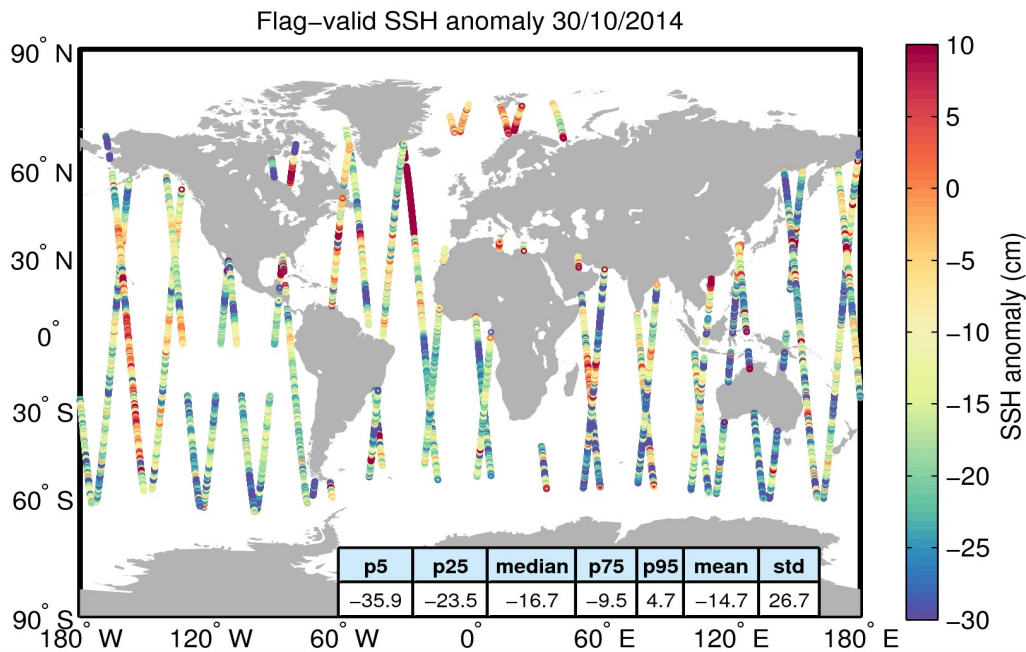 Flag−valid SSH anomaly 30/10/2014
90° N
60° N
30° N
0°
30° S
60° S
90° S
180° W
120° W
60° W
0°
60° E
120° E
180° E
p5 p25 median p75 p95 mean std
−35.9 −23.5 −16.7 −9.5 4.7 −14.7 26.7
10
5
0
−5
−10
−15
−20
−25
−30
SSH anomaly (cm)